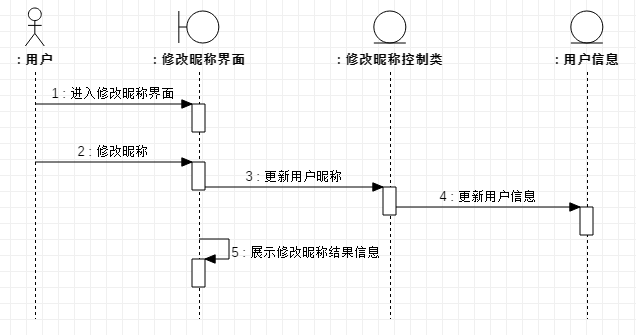 : 用户
: 修改昵称界面
: 修改昵称控制类
: 用户信息
1 : 进入修改昵称界面
2 : 修改昵称
3 : 更新用户昵称
4 : 更新用户信息
5 : 展示修改昵称结果信息